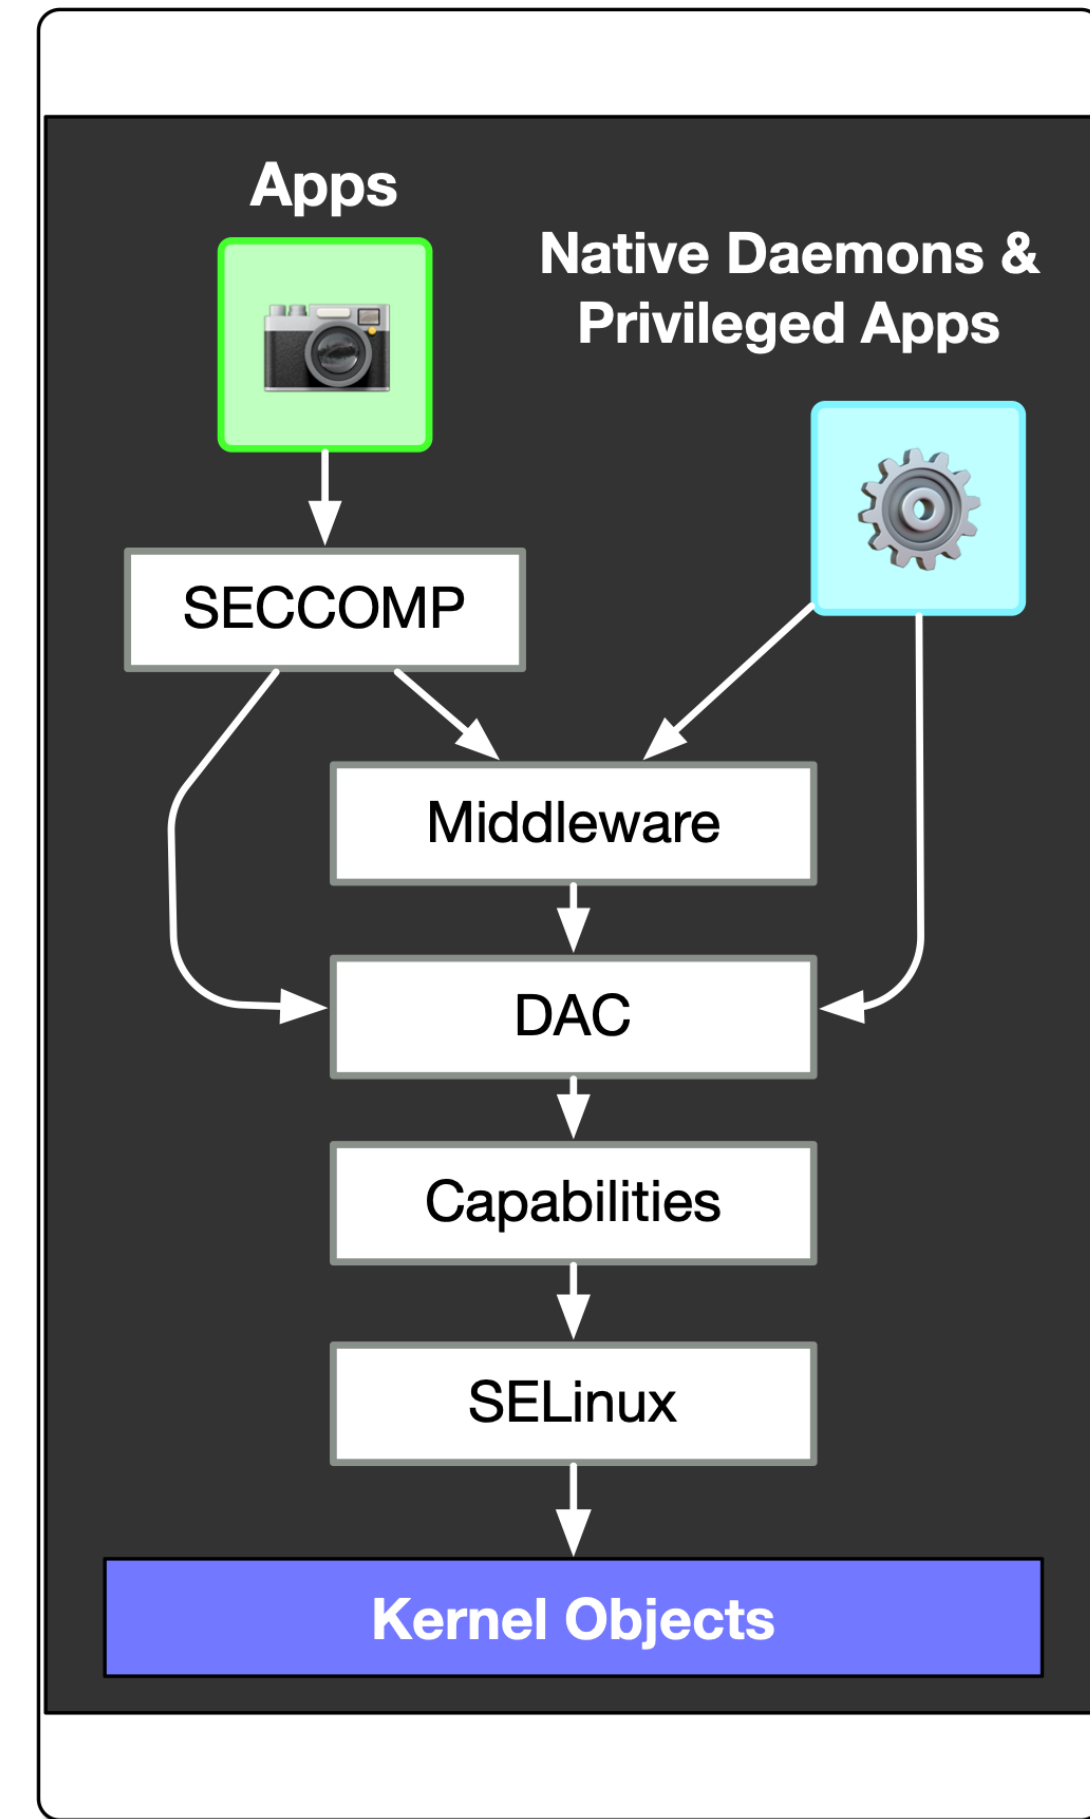 Apps
Native Daemons &
Privileged Apps
SECCOMP
Middleware
DAC
Capabilities
SELinux
Kernel Objects